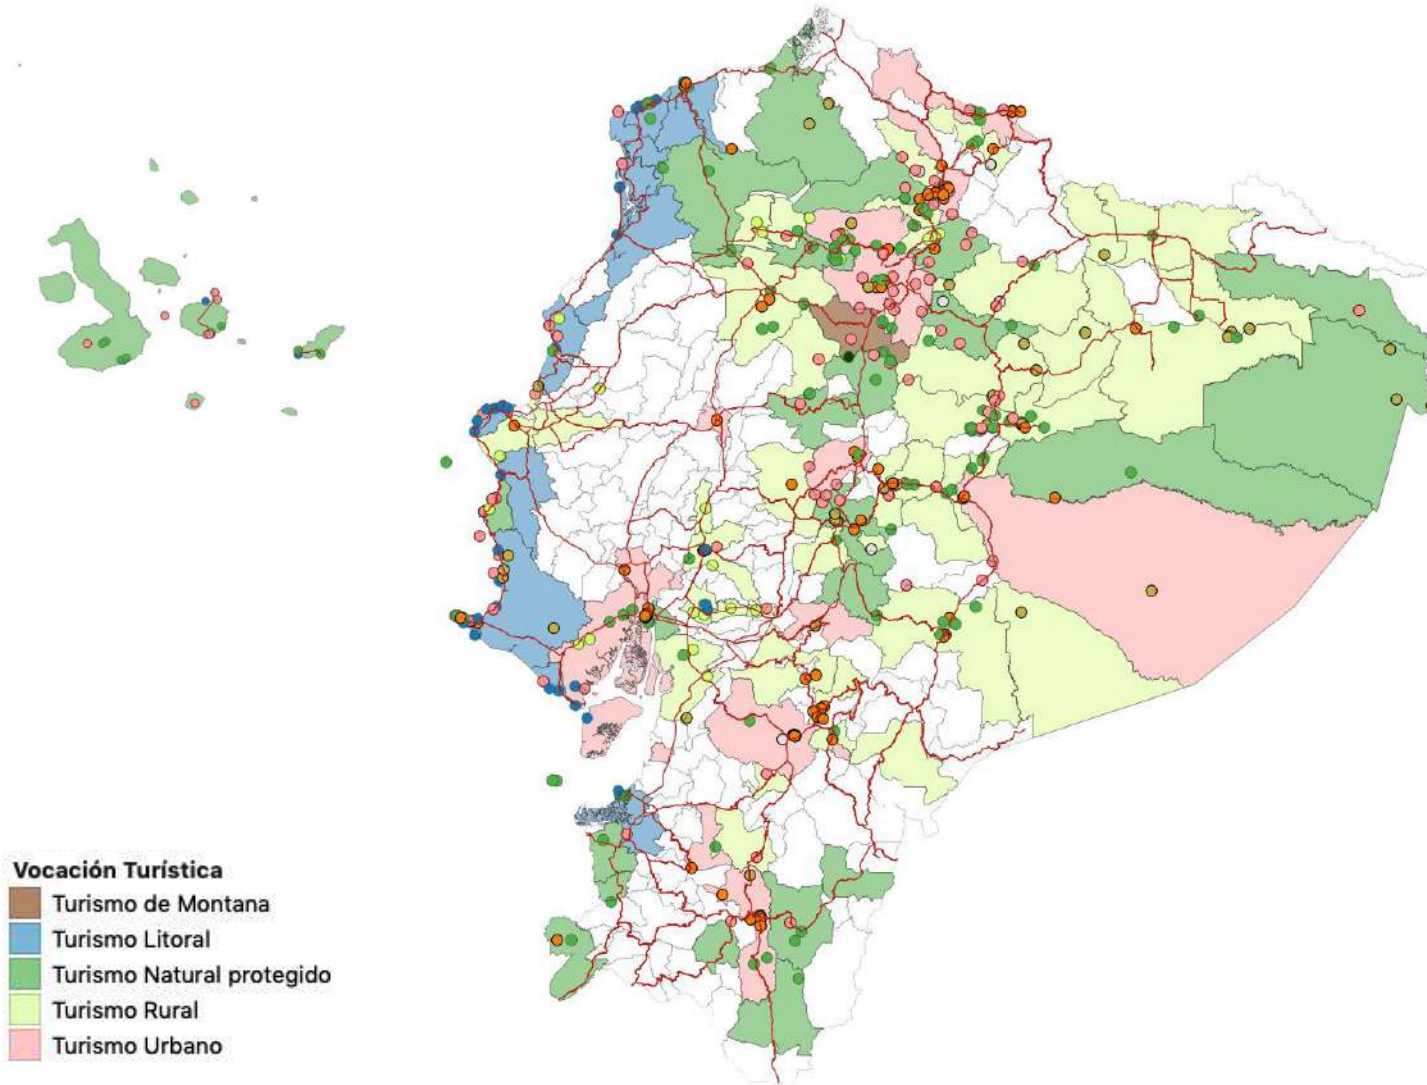 Vocación Turística
Turismo de Montana
Turismo Litoral
Turismo Natural protegido
Turismo Rural
Turismo Urbano